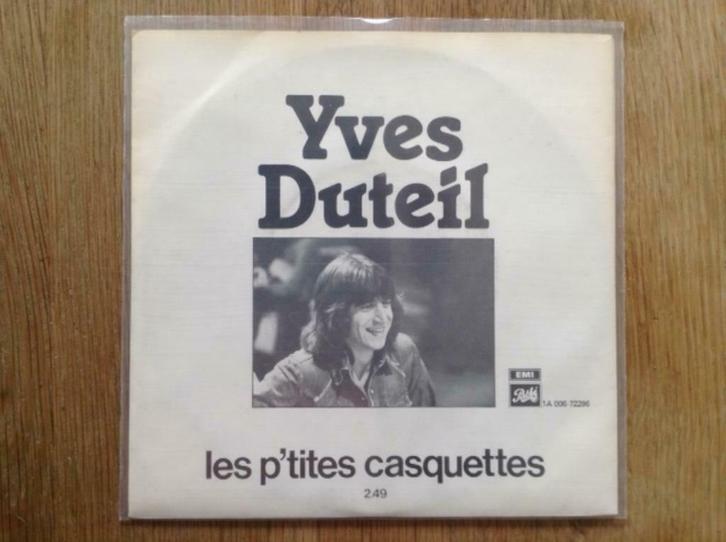 Yves
Duteil
EMI
Pathé
1A 006-72296
les p'tites casquettes
2.49